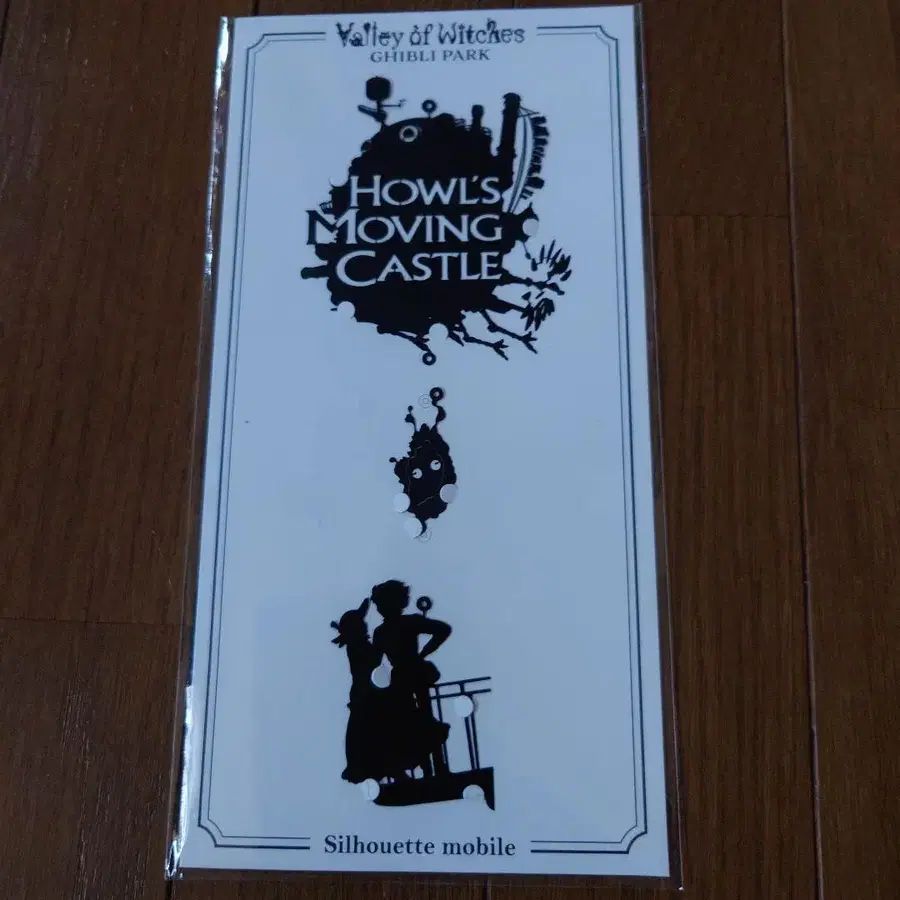 Valley of Witches
GHIBLI PARK
HOWL'S
MOVING
CASTLE
Silhouette mobile